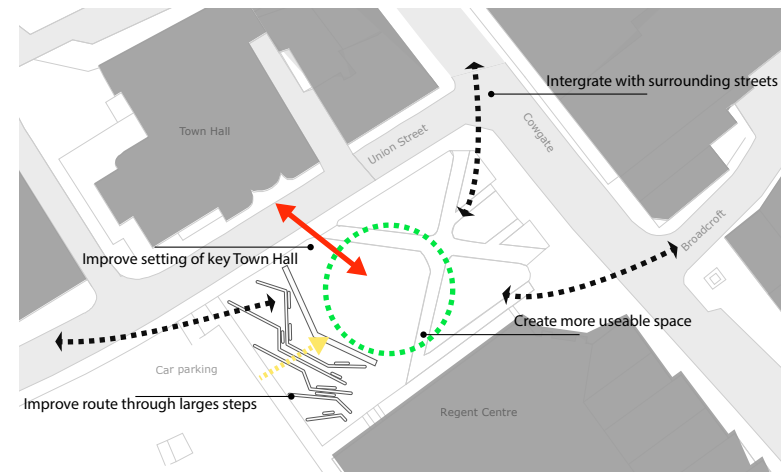 Intergrate with surrounding streets
Town Hall
Union Street
Cowgate
Broadcroft
Improve setting of key Town Hall
Create more useable space
Car parking
Improve route through larges steps
Regent Centre